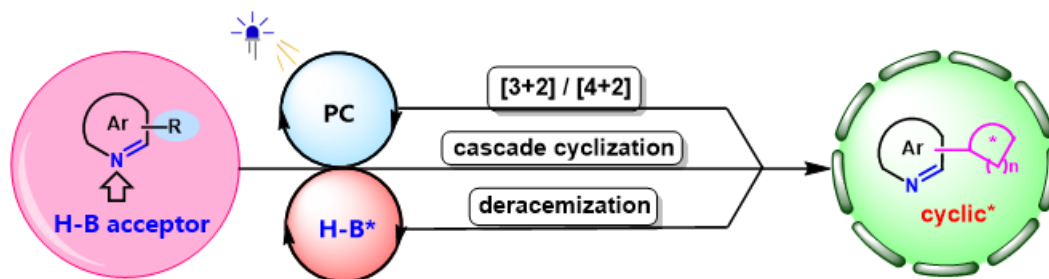 Ar
R
N
H-B acceptor
PC
H-B*
[3+2] / [4+2]
cascade cyclization
deracemization
Ar
*
( )n
N
cyclic*